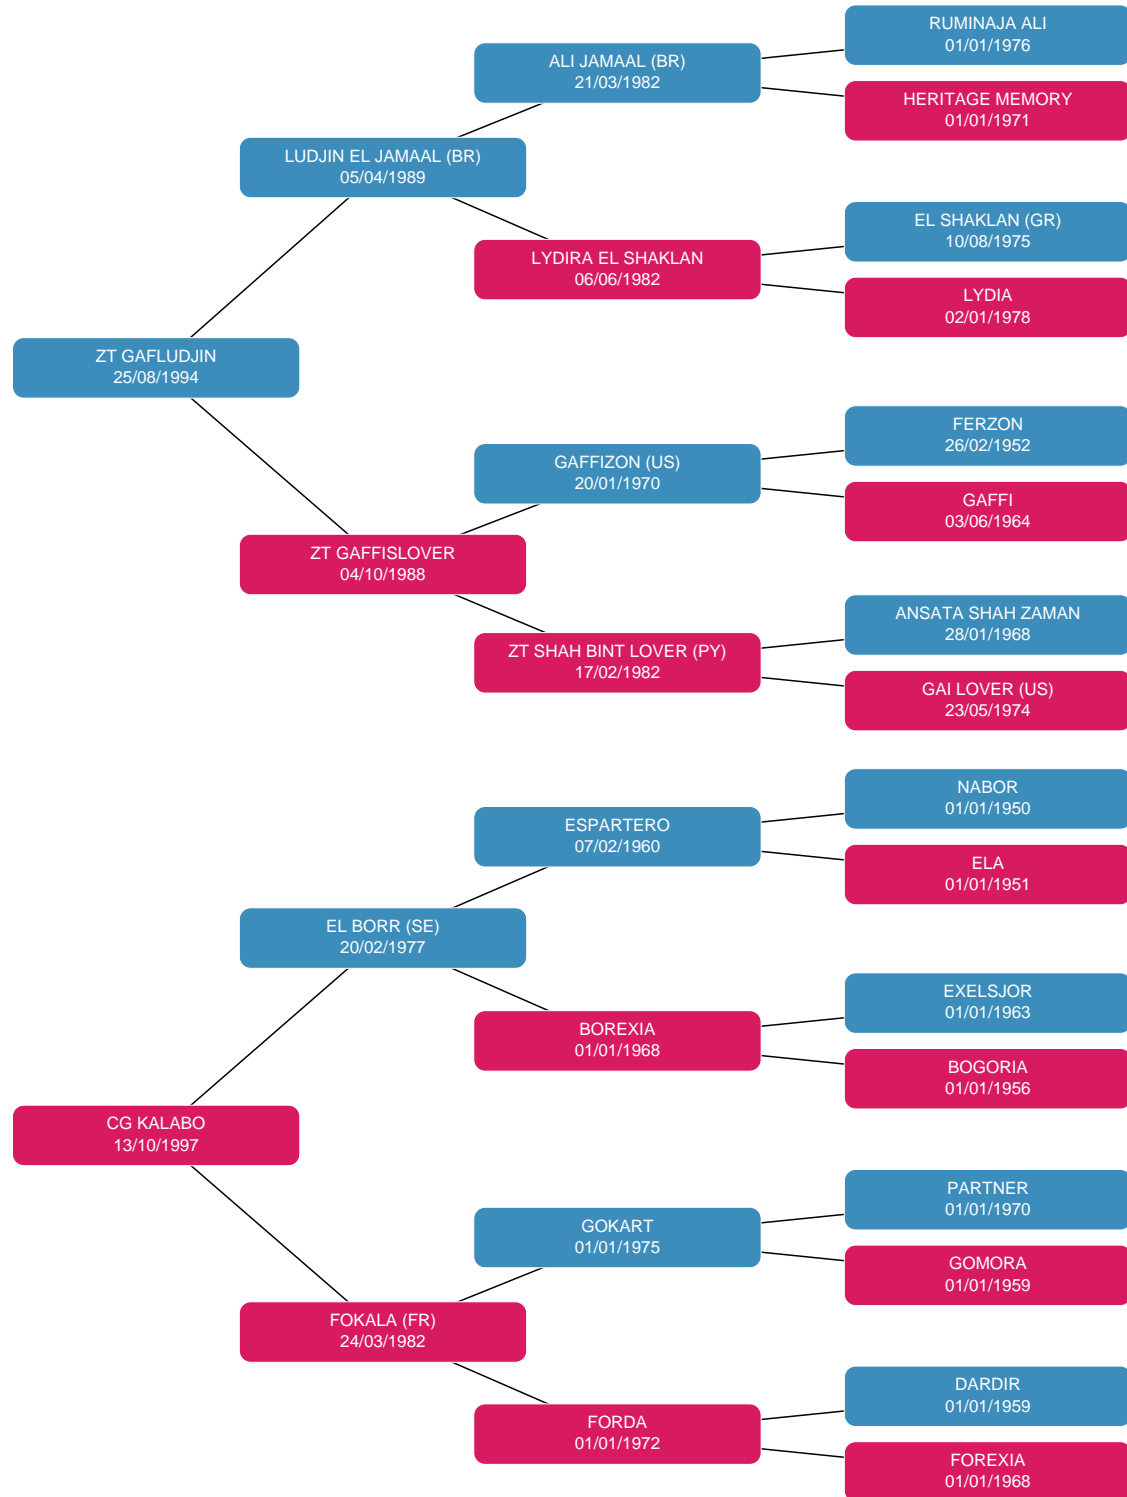 RUMINAJA ALI
01/01/1976
ALI JAMAAL (BR)
21/03/1982
HERITAGE MEMORY
01/01/1971
LUDJIN EL JAMAAL (BR)
05/04/1989
EL SHAKLAN (GR)
10/08/1975
LYDIRA EL SHAKLAN
06/06/1982
LYDIA
02/01/1978
ZT GAFLUDJIN
25/08/1994
FERZON
26/02/1952
GAFFIZON (US)
20/01/1970
GAFFI
03/06/1964
ZT GAFFISLOVER
04/10/1988
ANSATA SHAH ZAMAN
28/01/1968
ZT SHAH BINT LOVER (PY)
17/02/1982
GAI LOVER (US)
23/05/1974
NABOR
01/01/1950
ESPARTERO
07/02/1960
ELA
01/01/1951
EL BORR (SE)
20/02/1977
EXELSJOR
01/01/1963
BOREXIA
01/01/1968
BOGORIA
01/01/1956
CG KALABO
13/10/1997
PARTNER
01/01/1970
GOKART
01/01/1975
GOMORA
01/01/1959
FOKALA (FR)
24/03/1982
DARDIR
01/01/1959
FORDA
01/01/1972
FOREXIA
01/01/1968